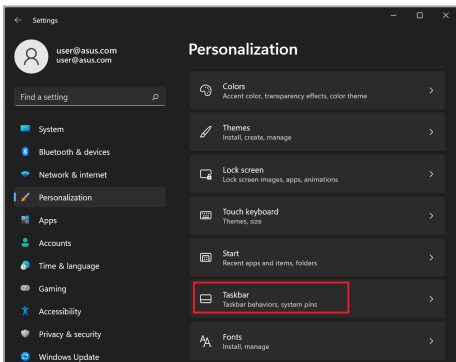 Settings
user@asus.com
user@asus.com
Find a setting
System
Bluetooth & devices
Network & internet
Personalization
Apps
Accounts
Time & language
Gaming
Accessibility
Privacy & security
Windows Update
Personalization
Colors
Accent color, transparency effects, color theme
Themes
Install, create, manage
Lock screen
Lock screen images, apps, animations
Touch keyboard
Themes, size
Start
Recent apps and items, folders
Taskbar
Taskbar behaviors, system pins
Fonts
Install, manage